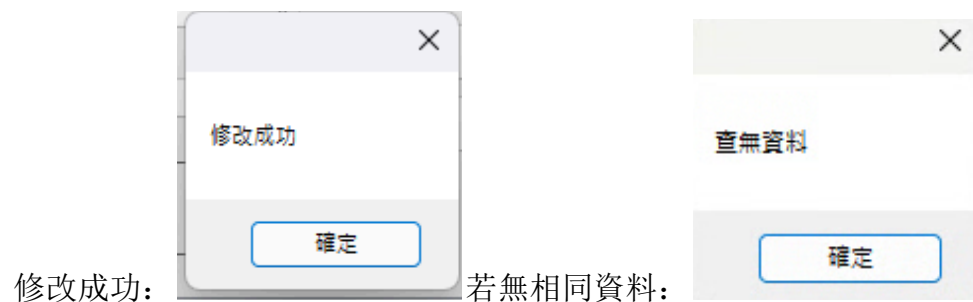 修改成功
查無資料
確定
確定
修改成功：
若無相同資料：